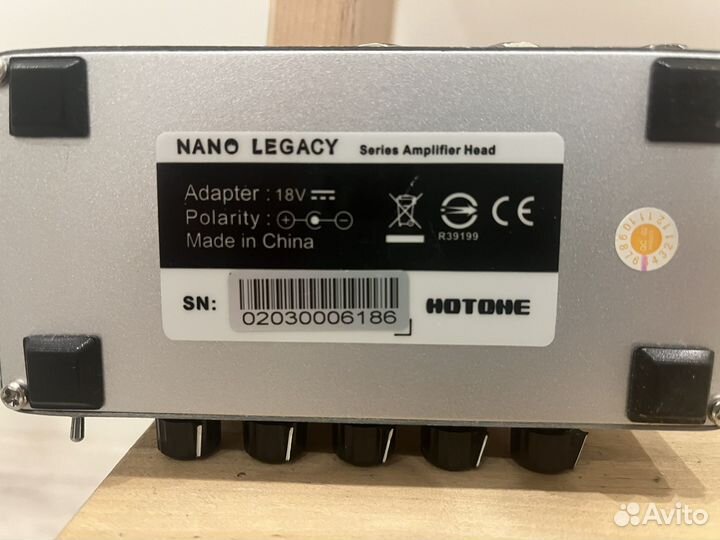 NANO LEGACY Series Amplifier Head
Adapter : 18V
Polarity :
Made in China
R39199
CE
SN:
02030006186
HOTONE
Avito